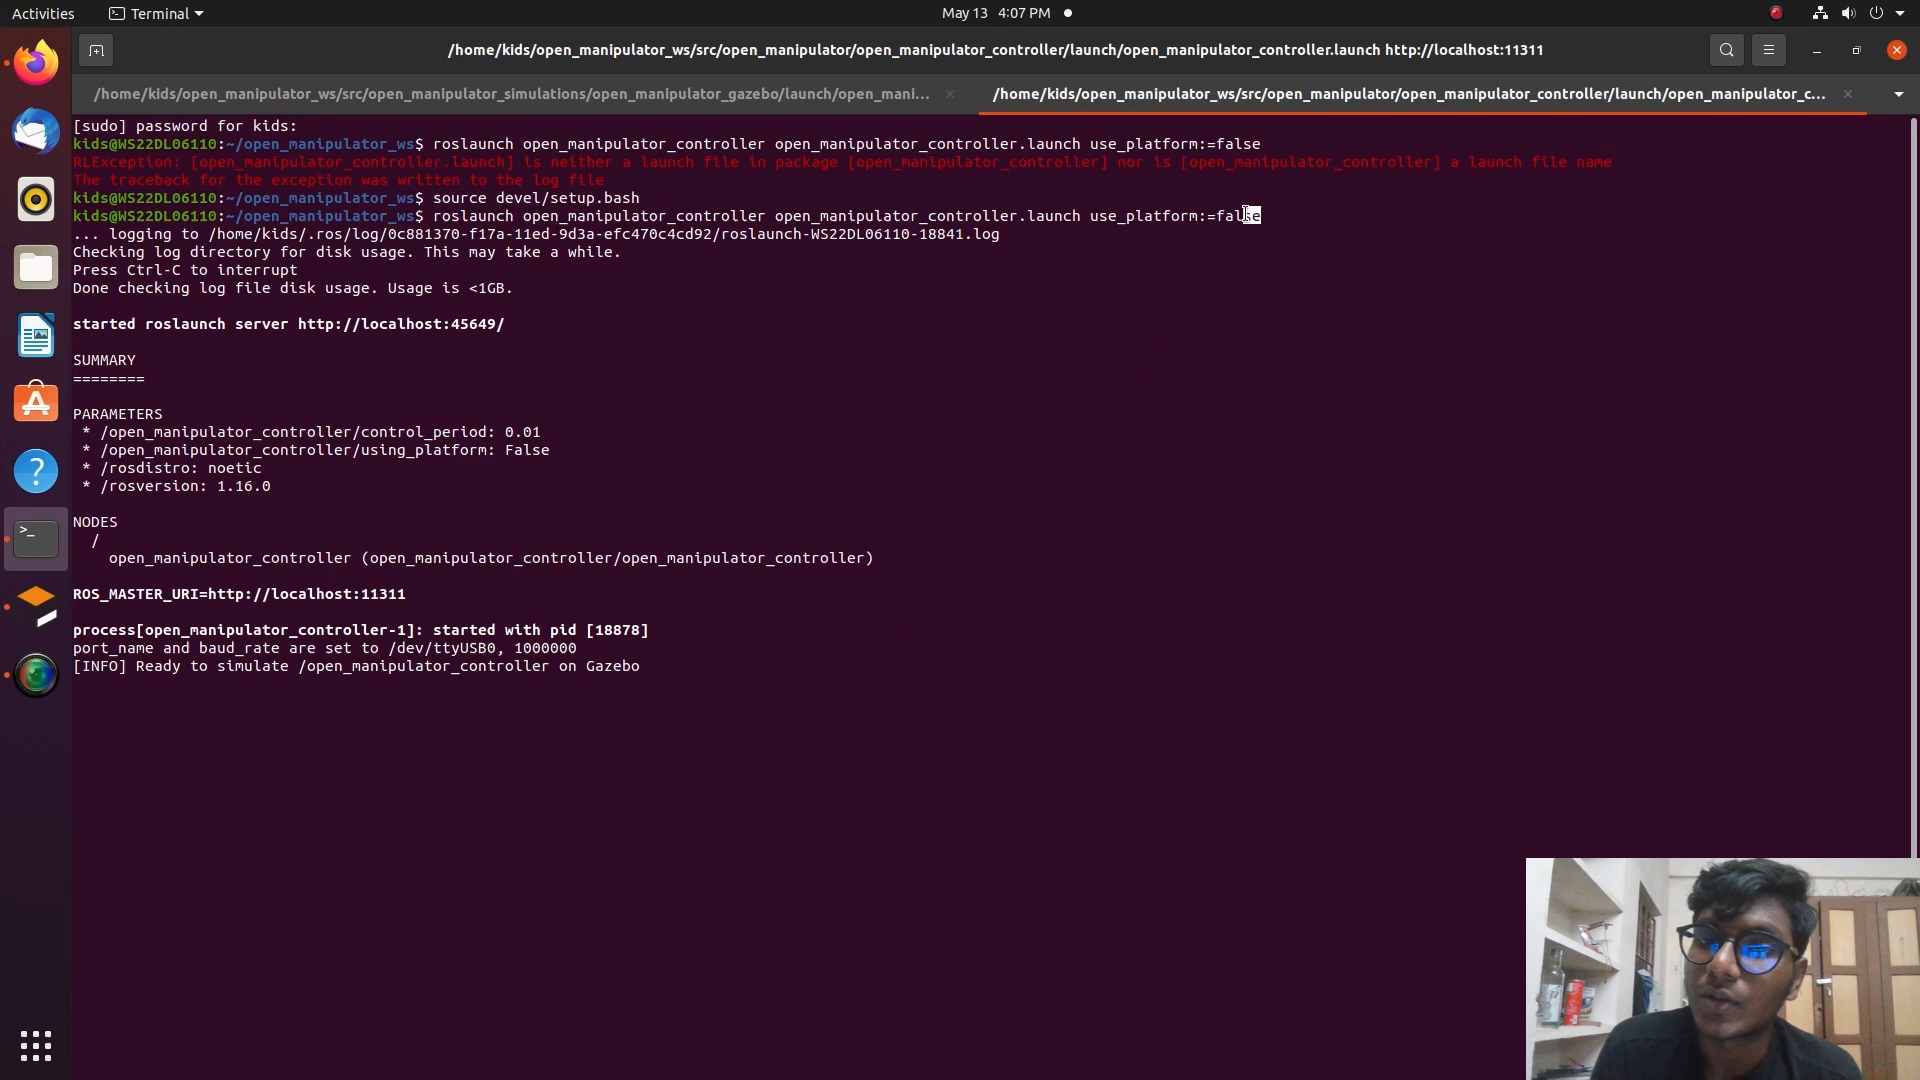 Activities
Terminal
May 13 4:07 PM
/home/kids/open_manipulator_ws/src/open_manipulator/open_manipulator_controller/launch/open_manipulator_controller.launch http://localhost:11311
/home/kids/open_manipulator_ws/src/open_manipulator_simulations/open_manipulator_gazebo/launch/open_mani...
/home/kids/open_manipulator_ws/src/open_manipulator/open_manipulator_controller/launch/open_manipulator_c...
[sudo] password for kids:
kids@WS22DL06110:~/open_manipulator_ws$ roslaunch open_manipulator_controller open_manipulator_controller.launch use_platform:=false
RLException: [open_manipulator_controller.launch] is neither a launch file in package [open_manipulator_controller] nor is [open_manipulator_controller] a launch file name
The traceback for the exception was written to the log file
kids@WS22DL06110:~/open_manipulator_ws$ source devel/setup.bash
kids@WS22DL06110:~/open_manipulator_ws$ roslaunch open_manipulator_controller open_manipulator_controller.launch use_platform:=false
... logging to /home/kids/.ros/log/0c881370-f17a-11ed-9d3a-efc470c4cd92/roslaunch-WS22DL06110-18841.log
Checking log directory for disk usage. This may take a while.
Press Ctrl-C to interrupt
Done checking log file disk usage. Usage is <1GB.
started roslaunch server http://localhost:45649/
SUMMARY
========
PARAMETERS
* /open_manipulator_controller/control_period: 0.01
* /open_manipulator_controller/using_platform: False
* /rosdistro: noetic
* /rosversion: 1.16.0
NODES
/
open_manipulator_controller (open_manipulator_controller/open_manipulator_controller)
ROS_MASTER_URI=http://localhost:11311
process[open_manipulator_controller-1]: started with pid [18878]
port_name and baud_rate are set to /dev/ttyUSB0, 1000000
[INFO] Ready to simulate /open_manipulator_controller on Gazebo